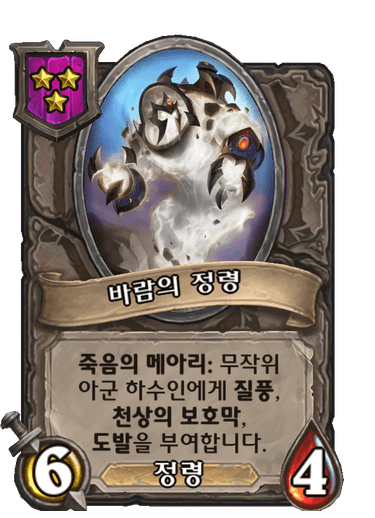 바람의 정령
죽음의 메아리: 무작위
아군 하수인에게 질풍,
천상의 보호막,
도발을 부여합니다.
정령
6
4